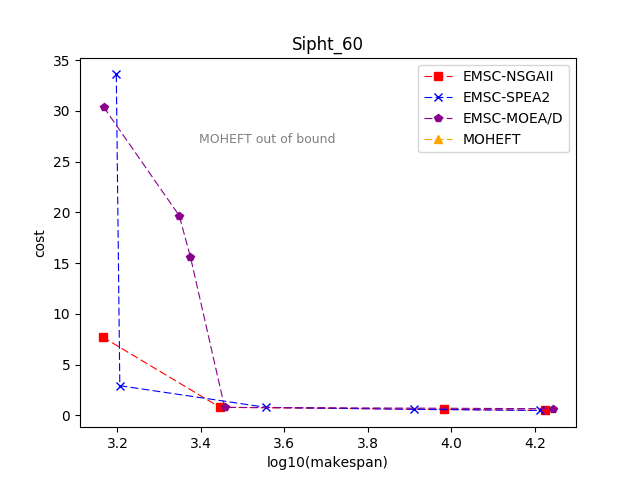 Sipht_60
EMSC-NSGAII
EMSC-SPEA2
EMSC-MOEA/D
MOHEFT
MOHEFT out of bound
cost
35
30
25
20
15
10
5
0
3.2 3.4 3.6 3.8 4.0 4.2
log10(makespan)